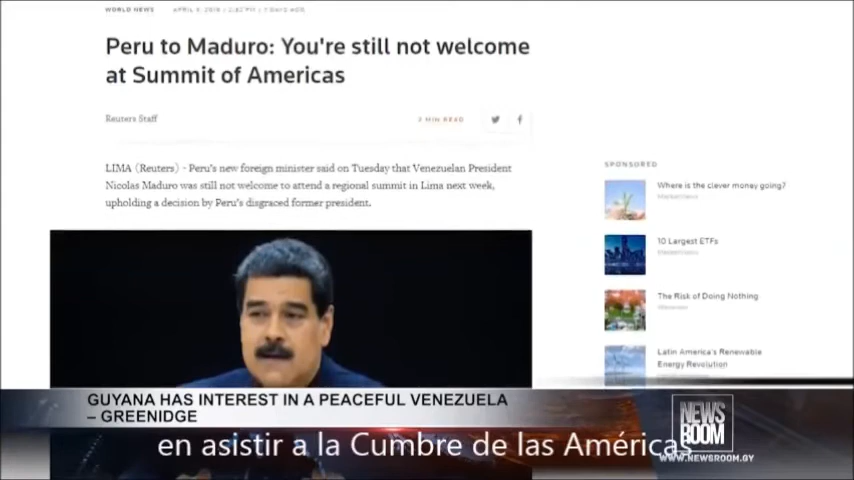 WORLD NEWS
Peru to Maduro: You're still not welcome
at Summit of Americas
Reuters Staff
2 MIN READ
LIMA (Reuters) - Peru's new foreign minister said on Tuesday that Venezuelan President
Nicolas Maduro was still not welcome to attend a regional summit in Lima next week,
upholding a decision by Peru's disgraced former president.
SPONSORED
Where is the clever money going?
10 Largest ETFs
The Risk of Doing Nothing
Latin America's Renewable
Energy Revolution
GUYANA HAS INTEREST IN A PEACEFUL VENEZUELA
– GREENIDGE
en asistir a la Cumbre de las Américas
NEWS
ROOM
WWW.NEWSROOM.GY